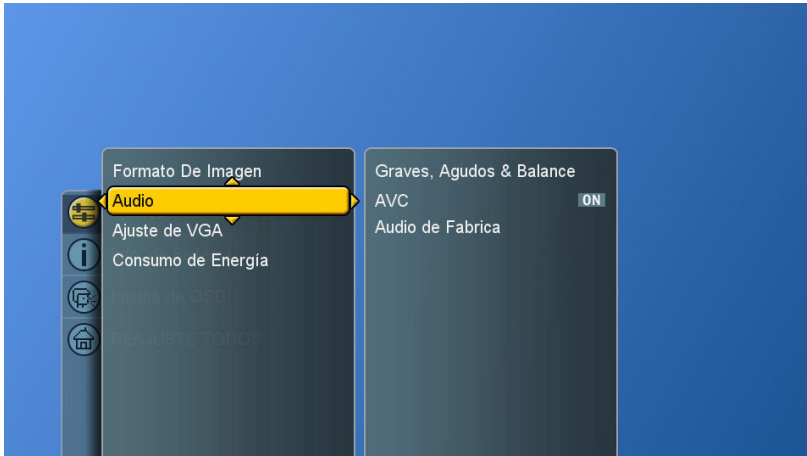 Formato De Imagen
Audio
Ajuste de VGA
Consumo de Energía
Idioma de OSD
REAJUSTE TODOS
Graves, Agudos & Balance
AVC ON
Audio de Fabrica